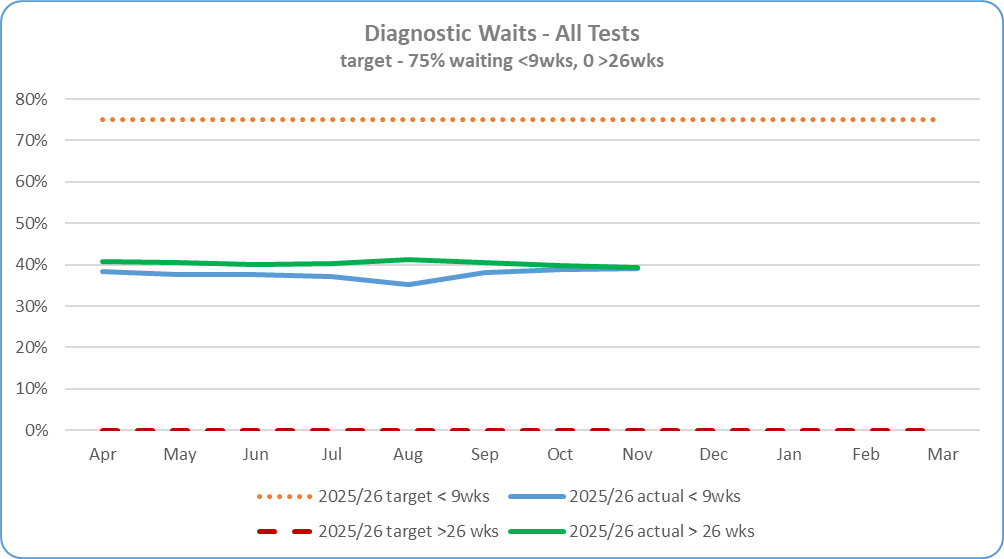 Diagnostic Waits - All Tests
target - 75% waiting <9wks, 0 >26wks
80%
70%
60%
50%
40%
30%
20%
10%
0%
Apr May Jun Jul Aug Sep Oct Nov Dec Jan Feb Mar
2025/26 target < 9wks 2025/26 actual < 9wks
2025/26 target >26 wks 2025/26 actual > 26 wks